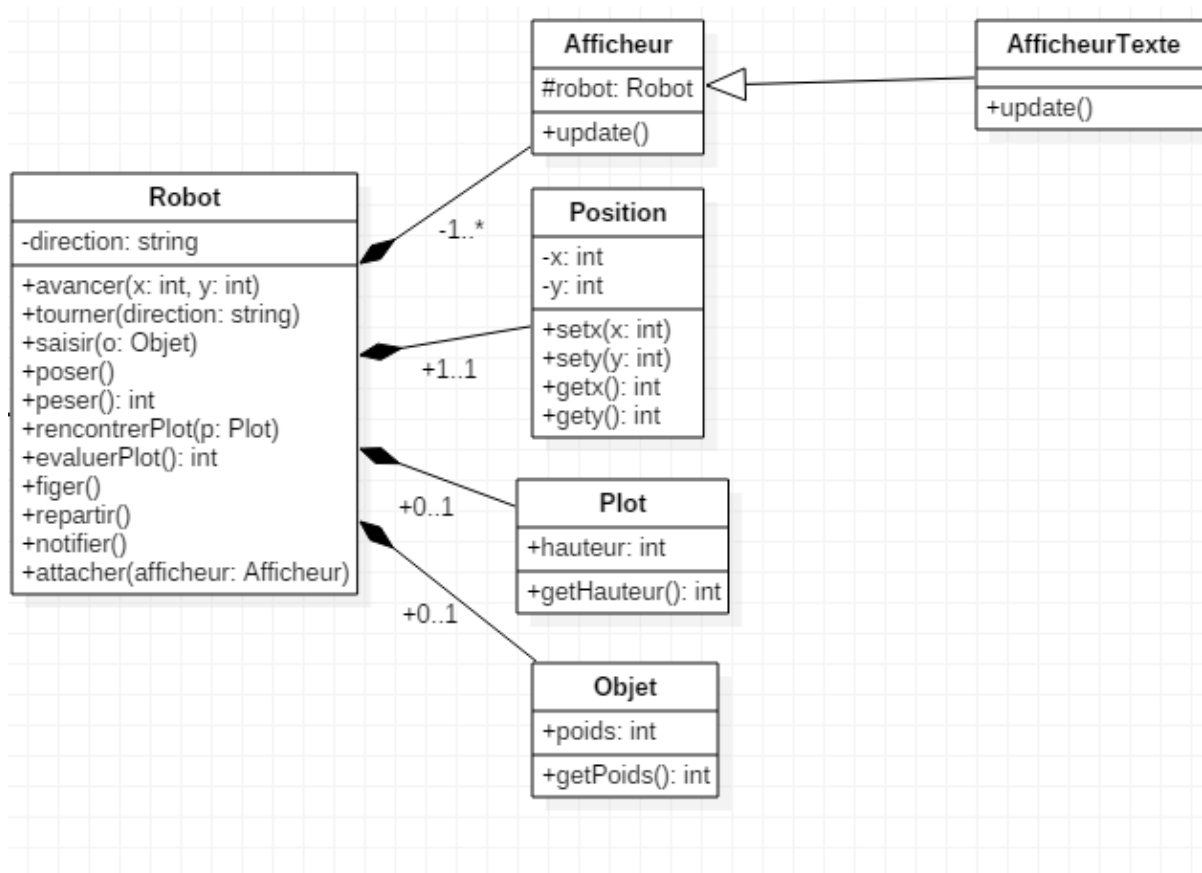 Afficheur
#robot: Robot
+update()
AfficheurTexte
+update()
Robot
-direction: string
+avancer(x: int, y: int)
+tourner(direction: string)
+saisir(o: Objet)
+poser()
+peser(): int
+rencontrerPlot(p: Plot)
+evaluerPlot(): int
+figer()
+repartir()
+notifier()
+attacher(afficheur: Afficheur)
-1..*
+1..1
+0..1
+0..1
Position
-x: int
-y: int
+setx(x: int)
+sety(y: int)
+getx(): int
+gety(): int
Plot
+hauteur: int
+getHauteur(): int
Objet
+poids: int
+getPoids(): int